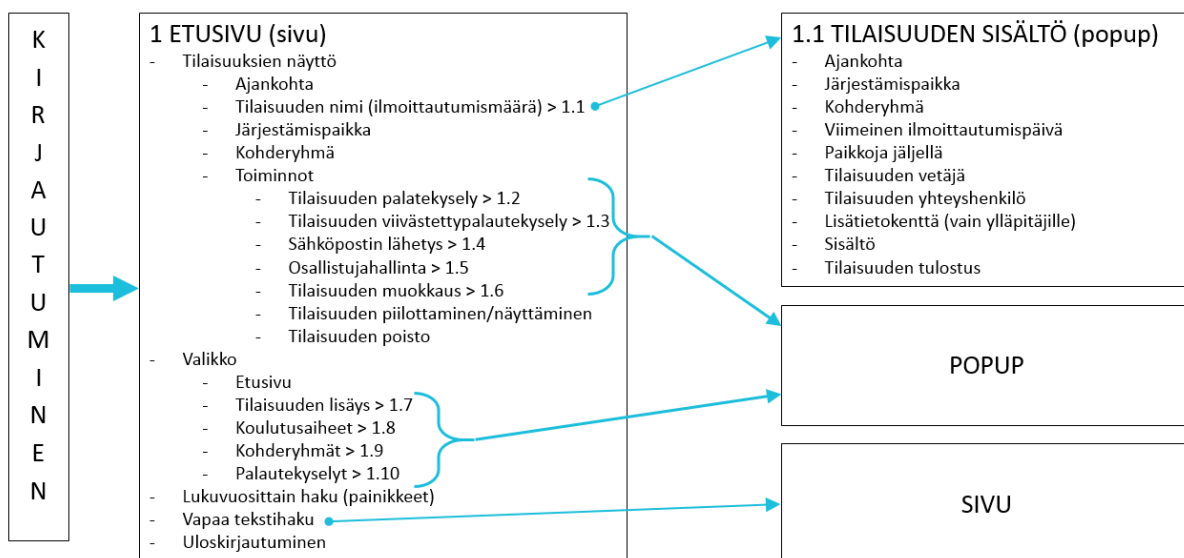 KIRJAUTUMINEN
1 ETUSIVU (sivu)
- Tilaisuuksien näyttö
- Ajankohta
- Tilaisuuden nimi (ilmoittautumismäärä) > 1.1
- Järjestämispaikka
- Kohderyhmä
- Toiminnot
- Tilaisuuden palatekysely > 1.2
- Tilaisuuden viivästettypalautekysely > 1.3
- Sähköpostin lähetys > 1.4
- Osallistujahallinta > 1.5
- Tilaisuuden muokkaus > 1.6
- Tilaisuuden piilottaminen/näyttäminen
- Tilaisuuden poisto
- Valikko
- Etusivu
- Tilaisuuden lisäys > 1.7
- Koulutusaiheet > 1.8
- Kohderyhmät > 1.9
- Palautekyselyt > 1.10
- Lukuvuosittain haku (painikkeet)
- Vapaa tekstihaku
- Uloskirjautuminen
1.1 TILAISUUDEN SISÄLTÖ (popup)
- Ajankohta
- Järjestämispaikka
- Kohderyhmä
- Viimeinen ilmoittautumispäivä
- Paikkoja jäljellä
- Tilaisuuden vetäjä
- Tilaisuuden yhteyshenkilö
- Lisätietokenttä (vain ylläpitäjille)
- Sisältö
- Tilaisuuden tulostus
POPUP
SIVU